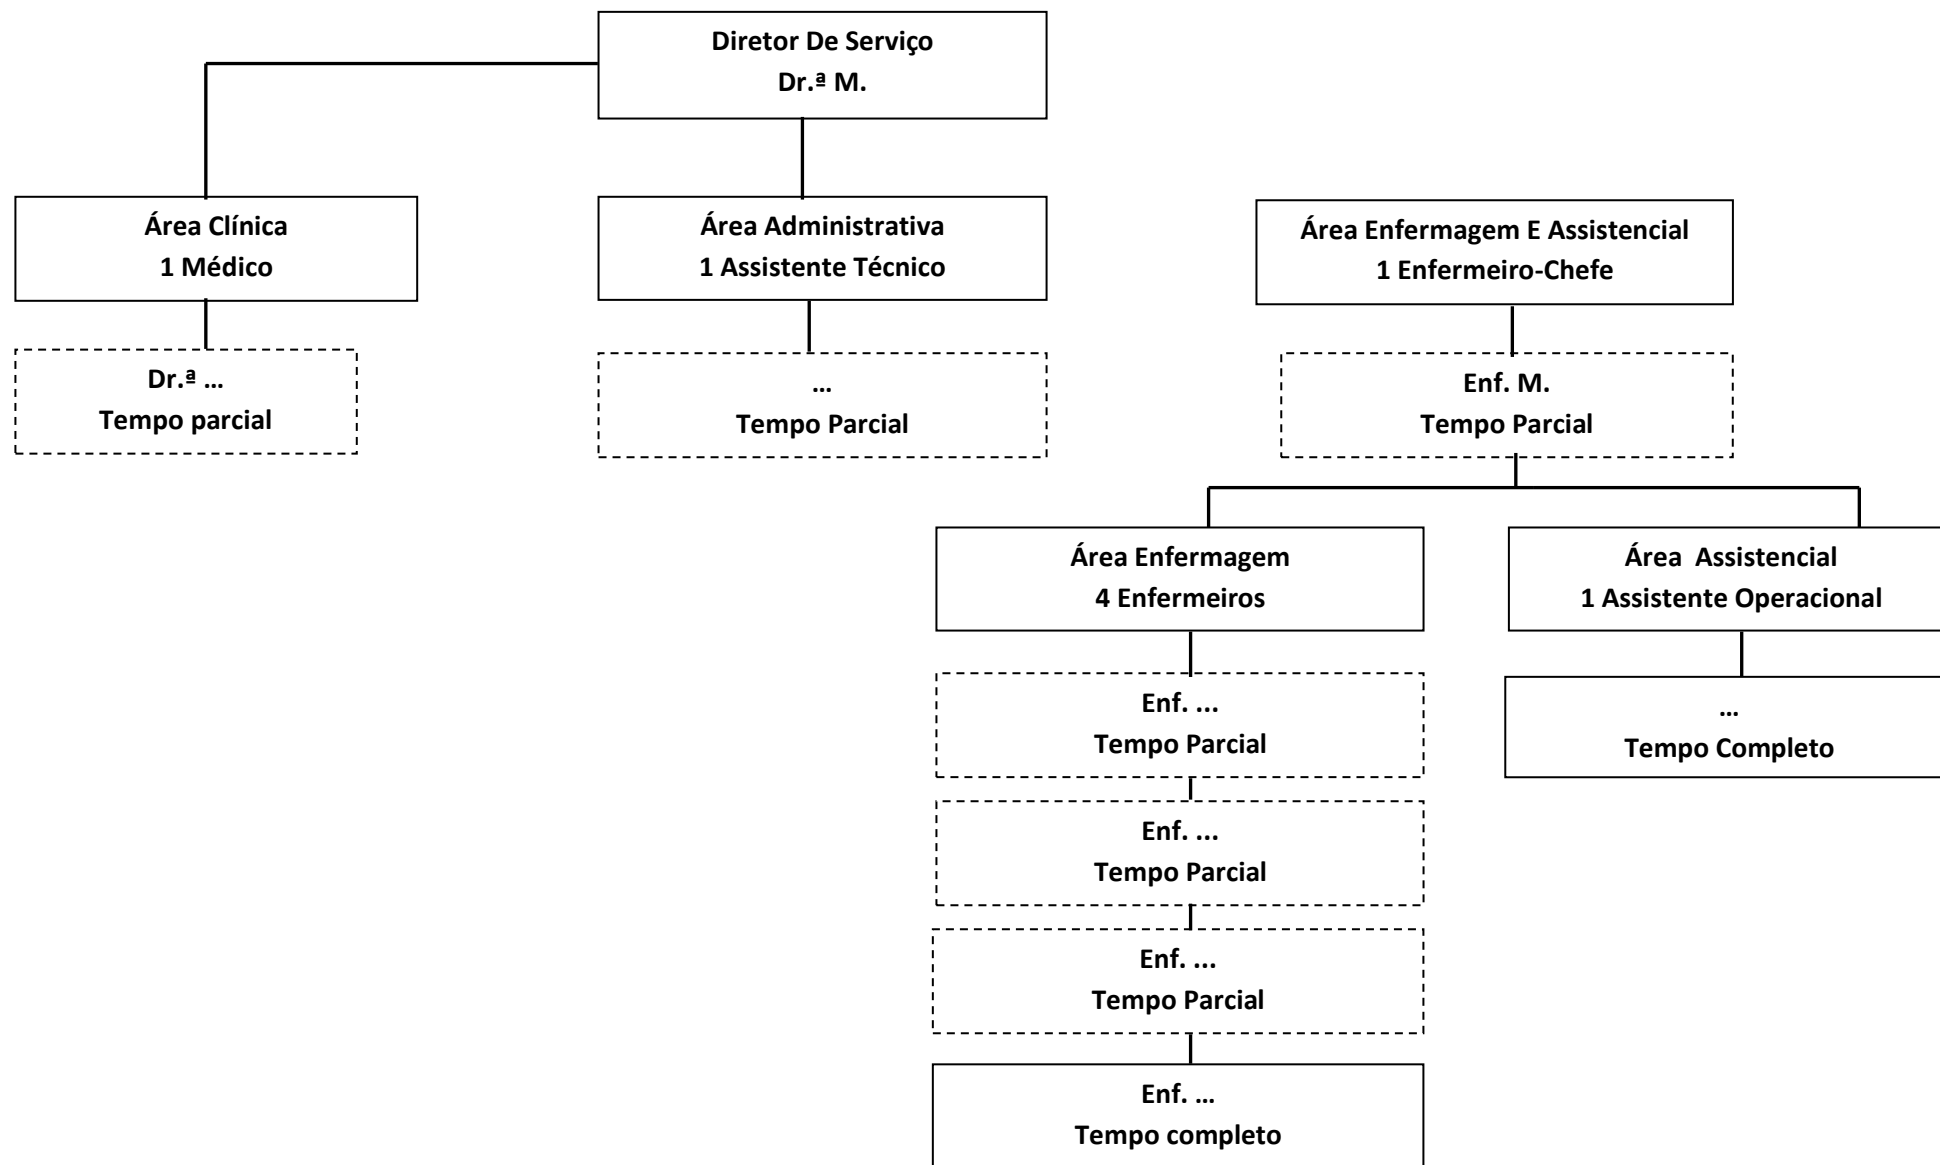 Diretor De Serviço
Dr.ª M.
Área Clínica
1 Médico
Área Administrativa
1 Assistente Técnico
Área Enfermagem E Assistencial
1 Enfermeiro-Chefe
Dr.ª ...
Tempo parcial
...
Tempo Parcial
Enf. M.
Tempo Parcial
Área Enfermagem
4 Enfermeiros
Área Assistencial
1 Assistente Operacional
Enf. ...
Tempo Parcial
...
Tempo Completo
Enf. ...
Tempo Parcial
Enf. ...
Tempo Parcial
Enf. ...
Tempo completo